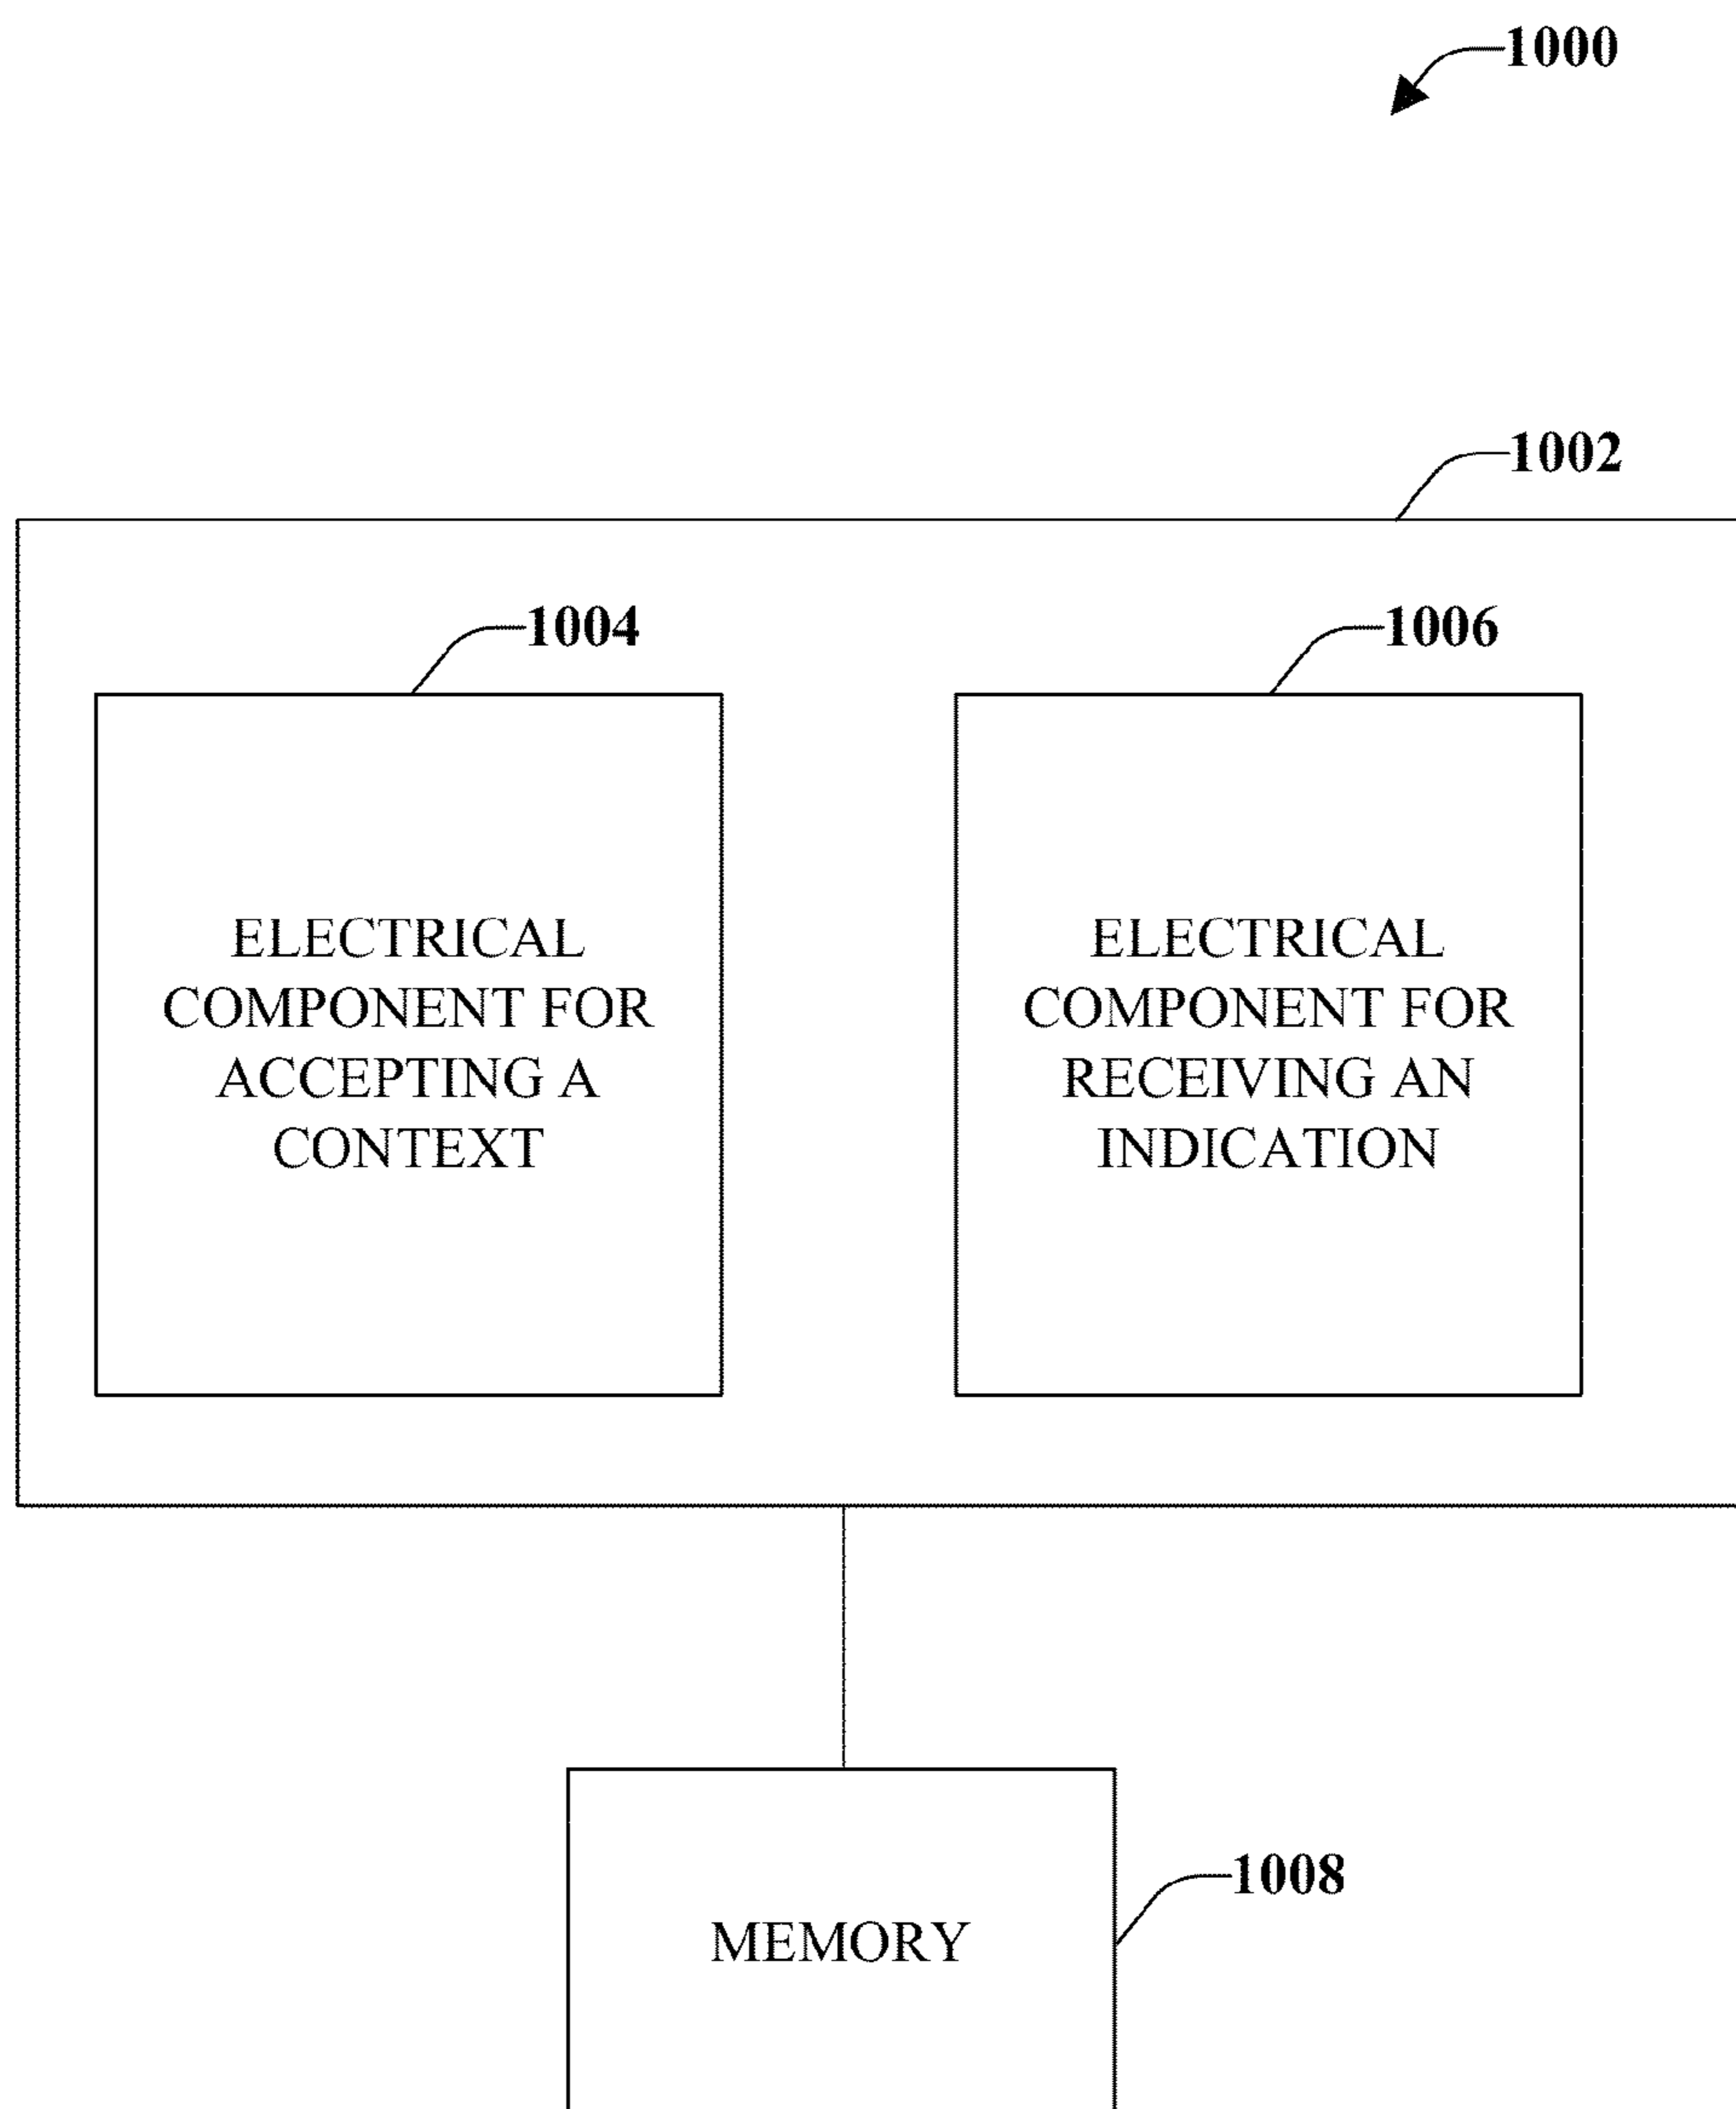 1000
1002
1004
1006
ELECTRICAL
COMPONENT FOR
ACCEPTING A
CONTEXT
ELECTRICAL
COMPONENT FOR
RECEIVING AN
INDICATION
1008
MEMORY